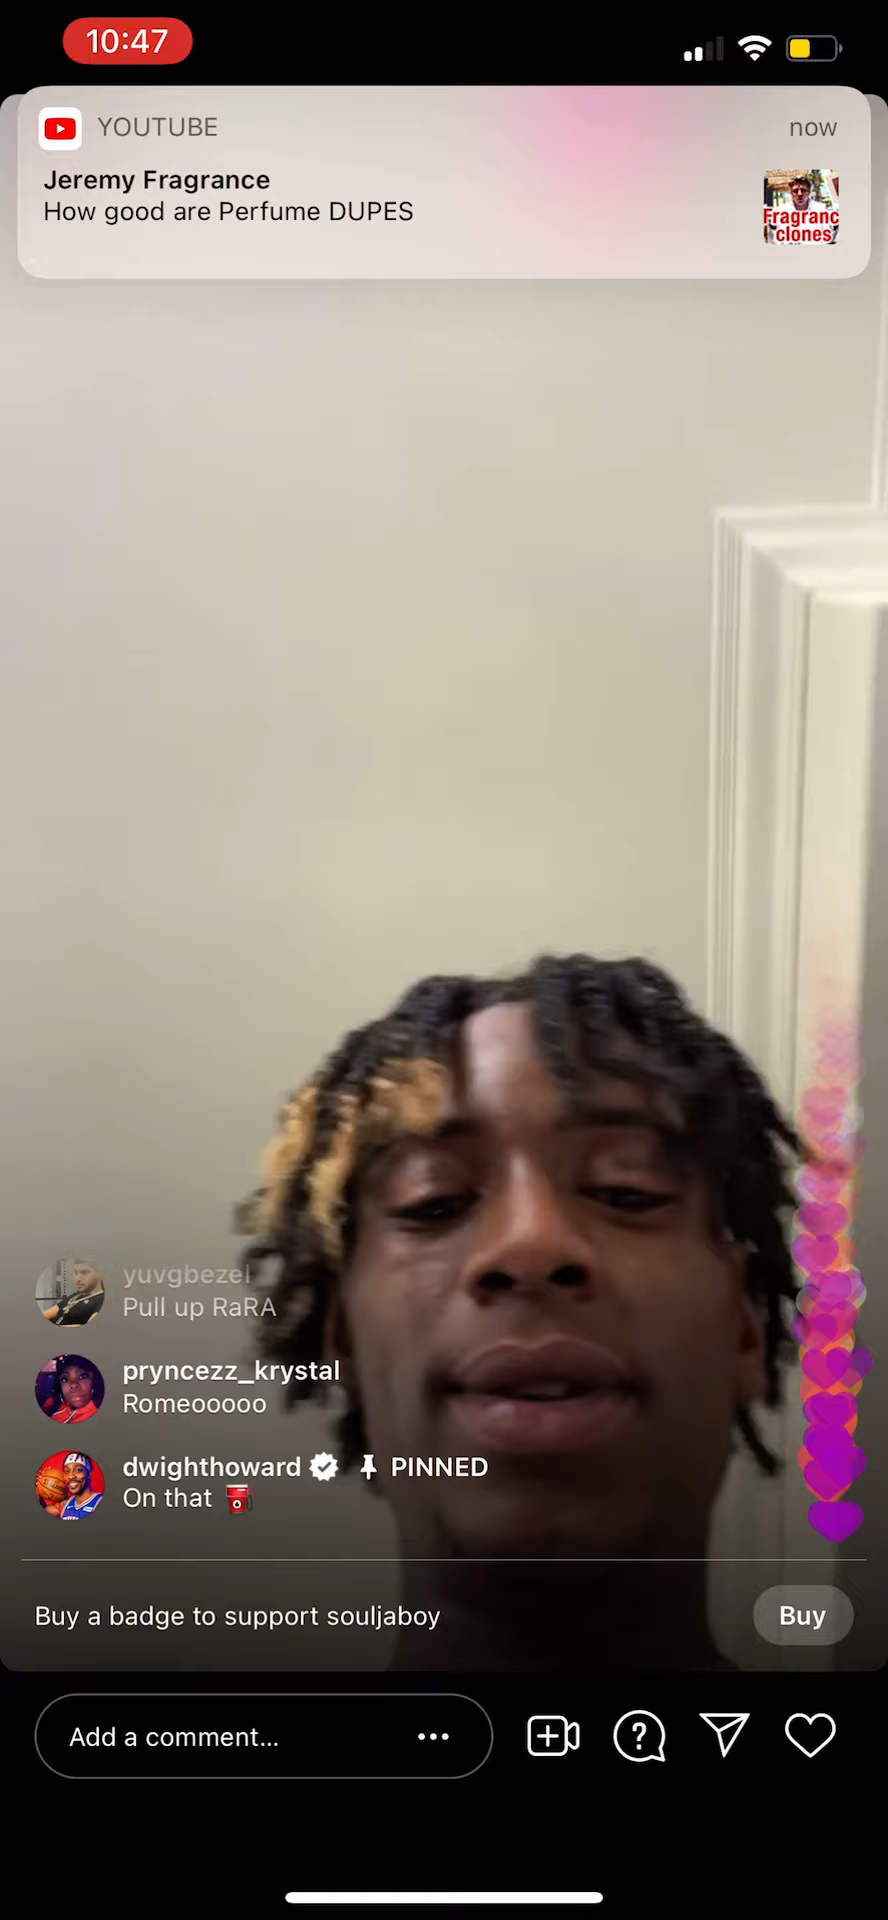 10:47
YOUTUBE
now
Jeremy Fragrance
How good are Perfume DUPES
Fragranc
clones
yuvgbezel
Pull up RaRA
pryncezz_krystal
Romeooooo
dwighthoward PINNED
On that
Buy a badge to support souljaboy
Buy
Add a comment...